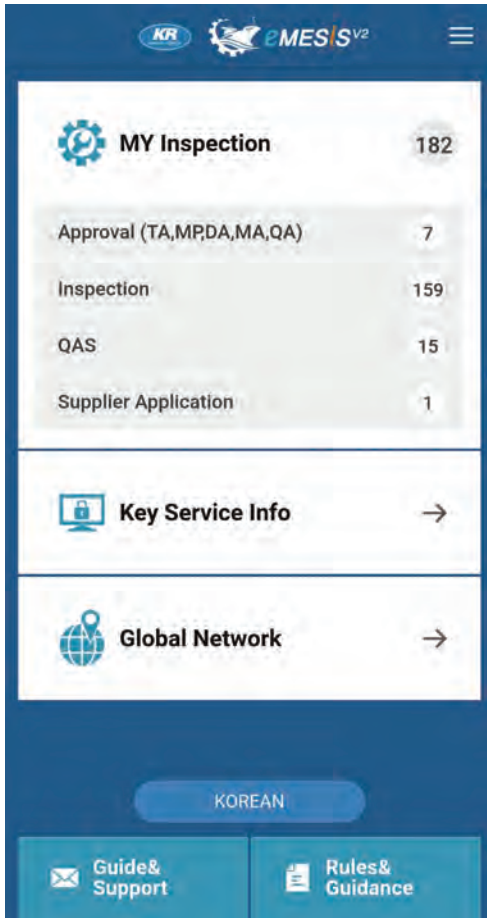 KR
eMESIS V2
MY Inspection 182
Approval (TA,MP,DA,MA,QA) 7
Inspection 159
QAS 15
Supplier Application 1
Key Service Info →
Global Network →
KOREAN
Guide&
Support
Rules&
Guidance